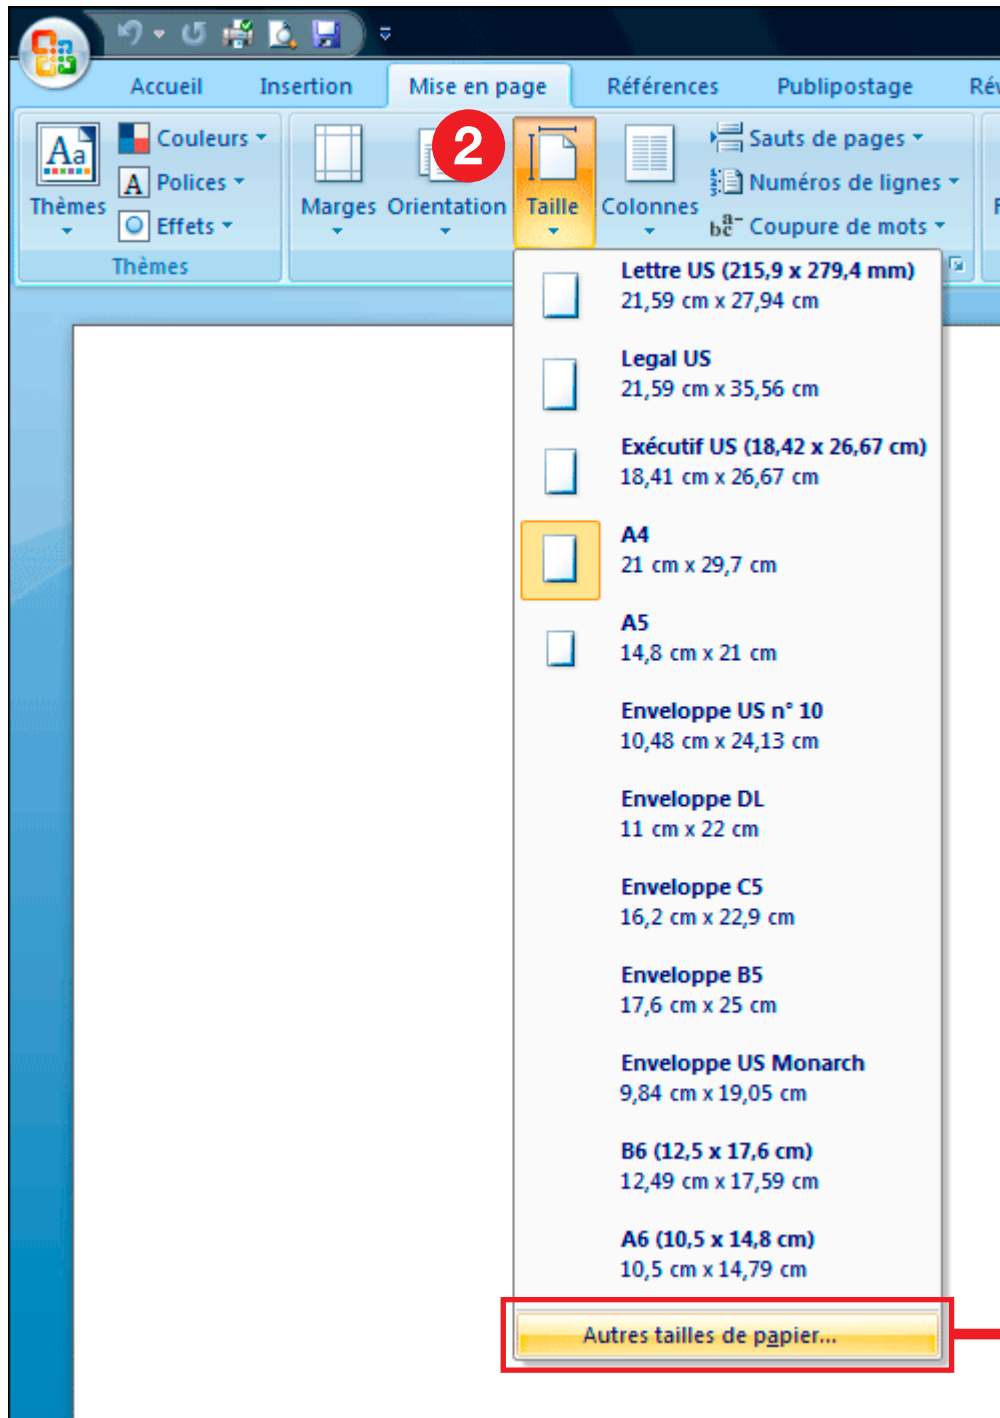 Accueil Insertion Mise en page Références Publipostage
2
Aa Couleurs Sauts de pages
A Polices Numéros de lignes
Thèmes Effets Marges Orientation Taille Colonnes Coupure de mots
Thèmes
Lettre US (215,9 x 279,4 mm)
21,59 cm x 27,94 cm
Legal US
21,59 cm x 35,56 cm
Exécutif US (18,42 x 26,67 cm)
18,41 cm x 26,67 cm
A4
21 cm x 29,7 cm
A5
14,8 cm x 21 cm
Enveloppe US n° 10
10,48 cm x 24,13 cm
Enveloppe DL
11 cm x 22 cm
Enveloppe C5
16,2 cm x 22,9 cm
Enveloppe B5
17,6 cm x 25 cm
Enveloppe US Monarch
9,84 cm x 19,05 cm
B6 (12,5 x 17,6 cm)
12,49 cm x 17,59 cm
A6 (10,5 x 14,8 cm)
10,5 cm x 14,79 cm
Autres tailles de papier...